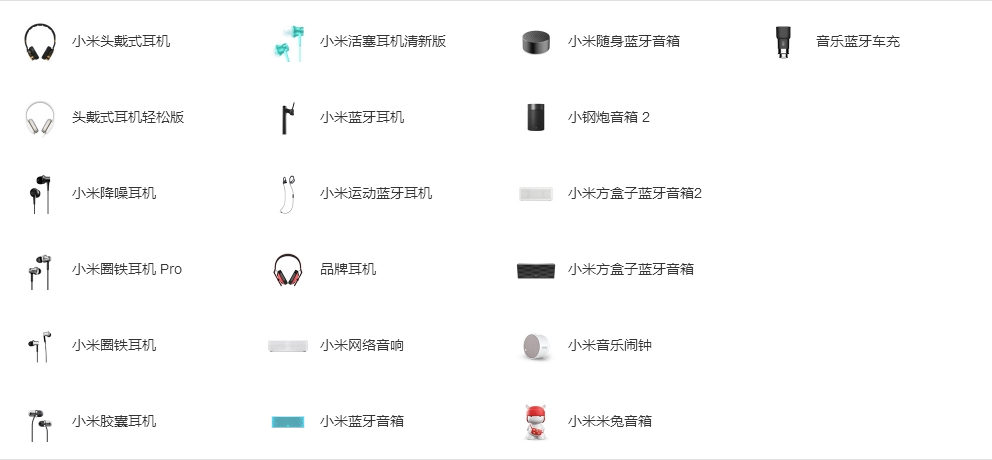 小米头戴式耳机
小米活塞耳机清新版
小米随身蓝牙音箱
音乐蓝牙车充
头戴式耳机轻松版
小米蓝牙耳机
小钢炮音箱 2
小米降噪耳机
小米运动蓝牙耳机
小米方盒子蓝牙音箱2
小米圈铁耳机 Pro
品牌耳机
小米方盒子蓝牙音箱
小米圈铁耳机
小米网络音响
小米音乐闹钟
小米胶囊耳机
小米蓝牙音箱
小米米兔音箱